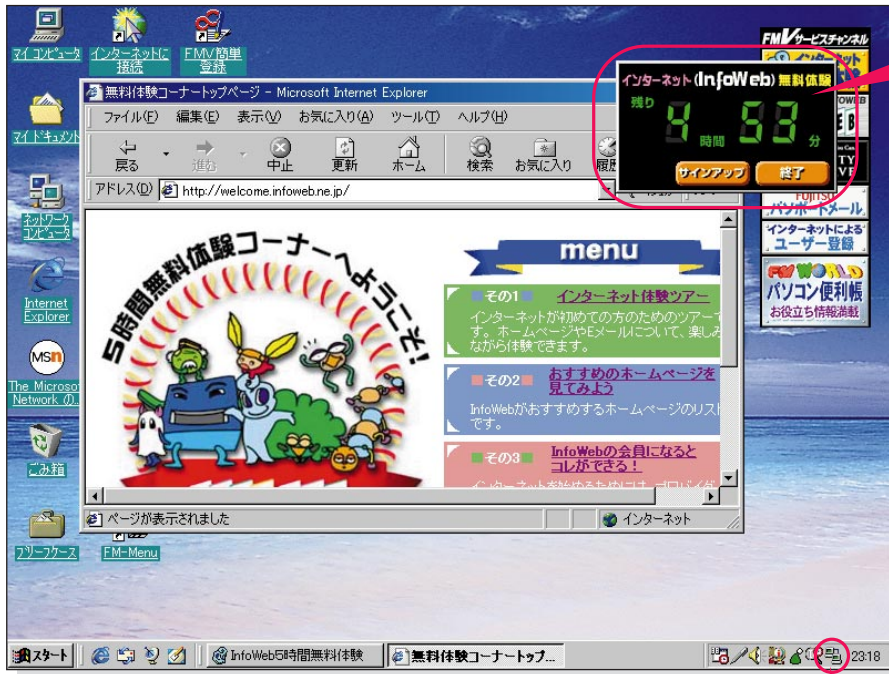 マイ コンピュータ
インターネットに
接続
FMV簡単
登録
マイ ドキュメント
ネットワーク
コンピュータ
Internet
Explorer
The Microsof
Network の..
ごみ箱
ブリーフケース
FM-Menu
無料体験コーナートップページ - Microsoft Internet Explorer
ファイル(F) 編集(E) 表示(V) お気に入り(A) ツール(T) ヘルプ(H)
戻る 進む 中止 更新 ホーム 検索 お気に入り 履歴
アドレス(D) http://welcome.infoweb.ne.jp/
5時間無料体験コーナーへようこそ!
menu
その1 インターネット体験ツアー
インターネットが初めての方のためのツアーで
す。ホームページやEメールについて、楽しみ
ながら体験できます。
その2 おすすめのホームページを
見てみよう
InfoWebがおすすめするホームページのリスト
です。
その3 InfoWebの会員になると
コレができる!
ページが表示されました インターネット
インターネット(InfoWeb)無料体験
残り 4 時間 53 分
サインアップ 終了
FMVサービスチャンネル
パソポートメール
インターネットによる
ユーザー登録
FM WORLD
パソコン便利帳
お役立ち情報満載
msn
スタート InfoWeb5時間無料体験 無料体験コーナートップ... 23:18